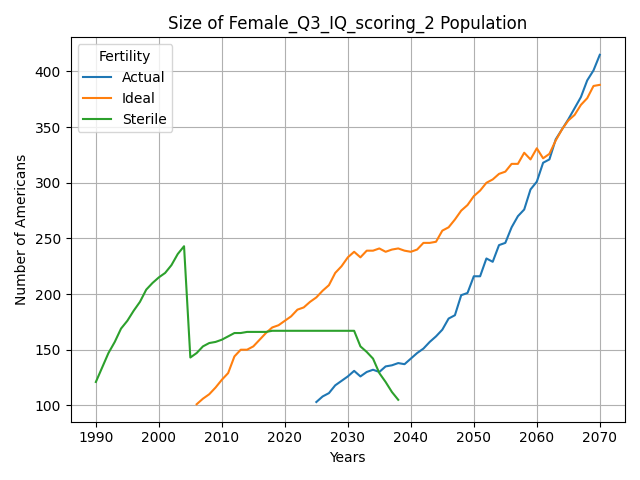 Size of Female_Q3_IQ_scoring_2 Population
Fertility
Actual
Ideal
Sterile
Number of Americans
400
350
300
250
200
150
100
1990 2000 2010 2020 2030 2040 2050 2060 2070
Years